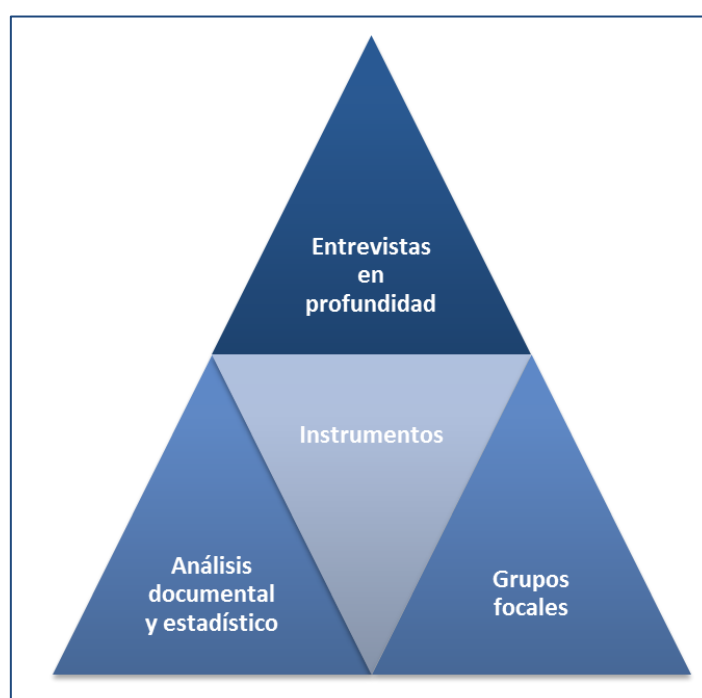 Entrevistas
en
profundidad
Instrumentos
Análisis
documental
y estadístico
Grupos
focales